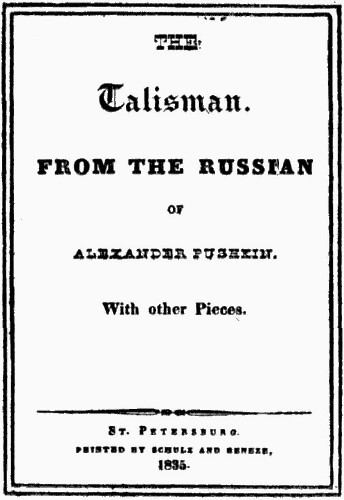 THE
Talisman.
FROM THE RUSSIAN
OF
ALEXANDER PUSHKIN.
With other Pieces.
St. Petersburg.
PRINTED BY SCHULZ AND BENEZE,
1835.